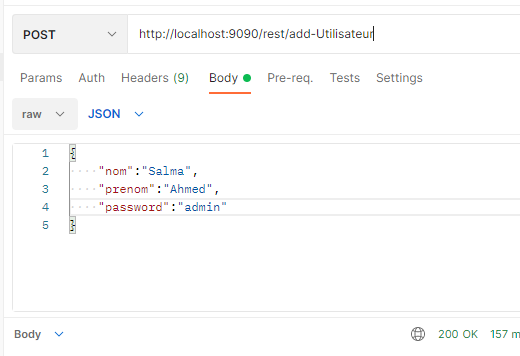 POST http://localhost:9090/rest/add-Utilisateur
Params Auth Headers (9) Body Pre-req. Tests Settings
raw JSON
1 {
2 "nom":"Salma",
3 "prenom":"Ahmed",
4 "password":"admin"
5 }
Body 200 OK 157 m